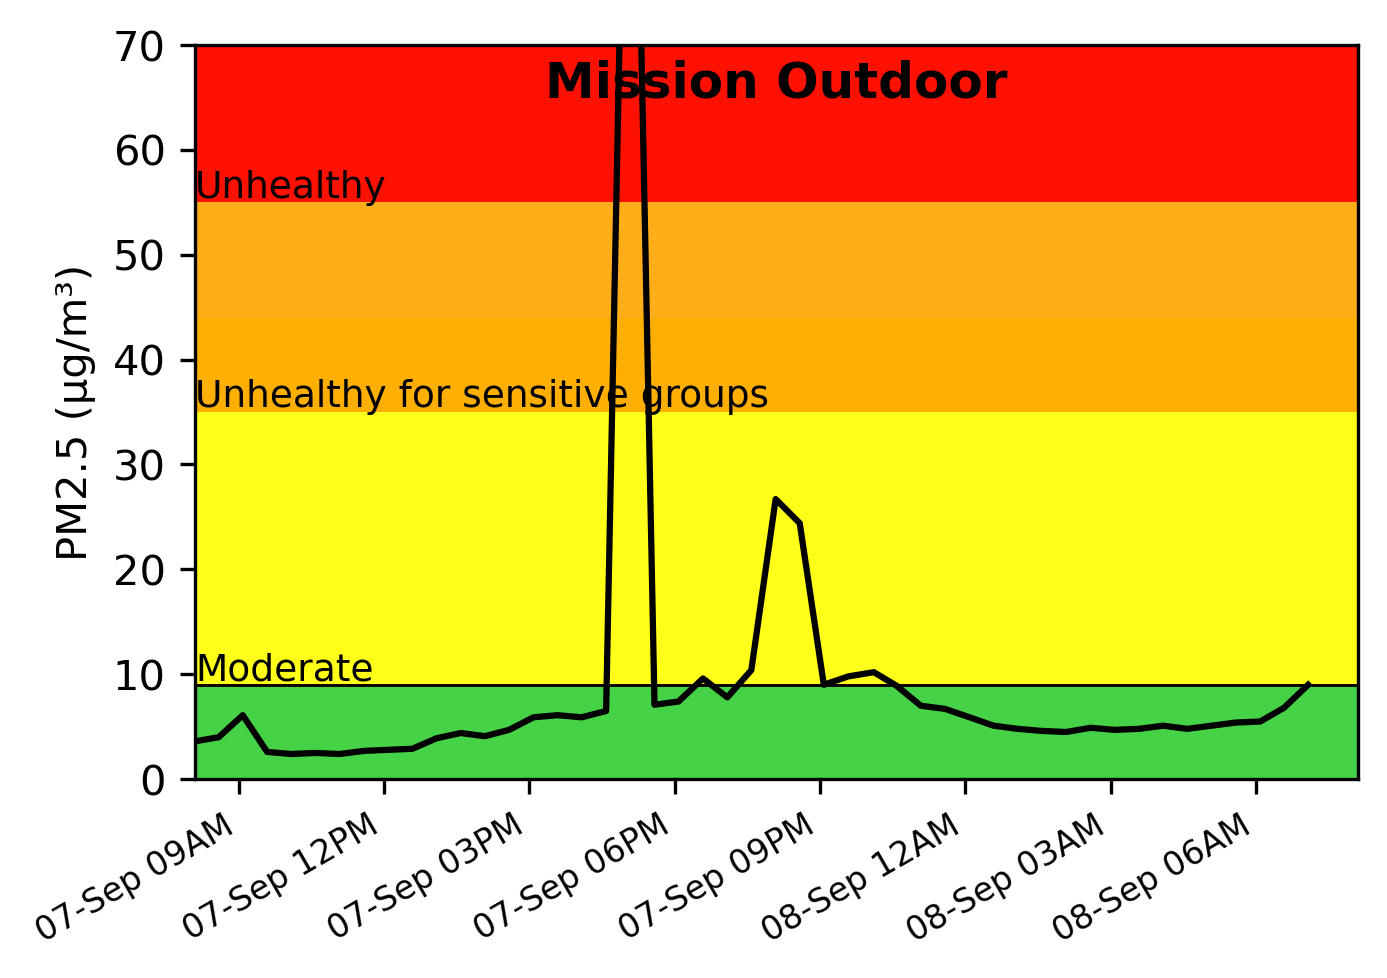 Mission Outdoor
PM2.5 (µg/m³)
70
60
50
40
30
20
10
0
Unhealthy
Unhealthy for sensitive groups
Moderate
07-Sep 09AM
07-Sep 12PM
07-Sep 03PM
07-Sep 06PM
07-Sep 09PM
08-Sep 12AM
08-Sep 03AM
08-Sep 06AM